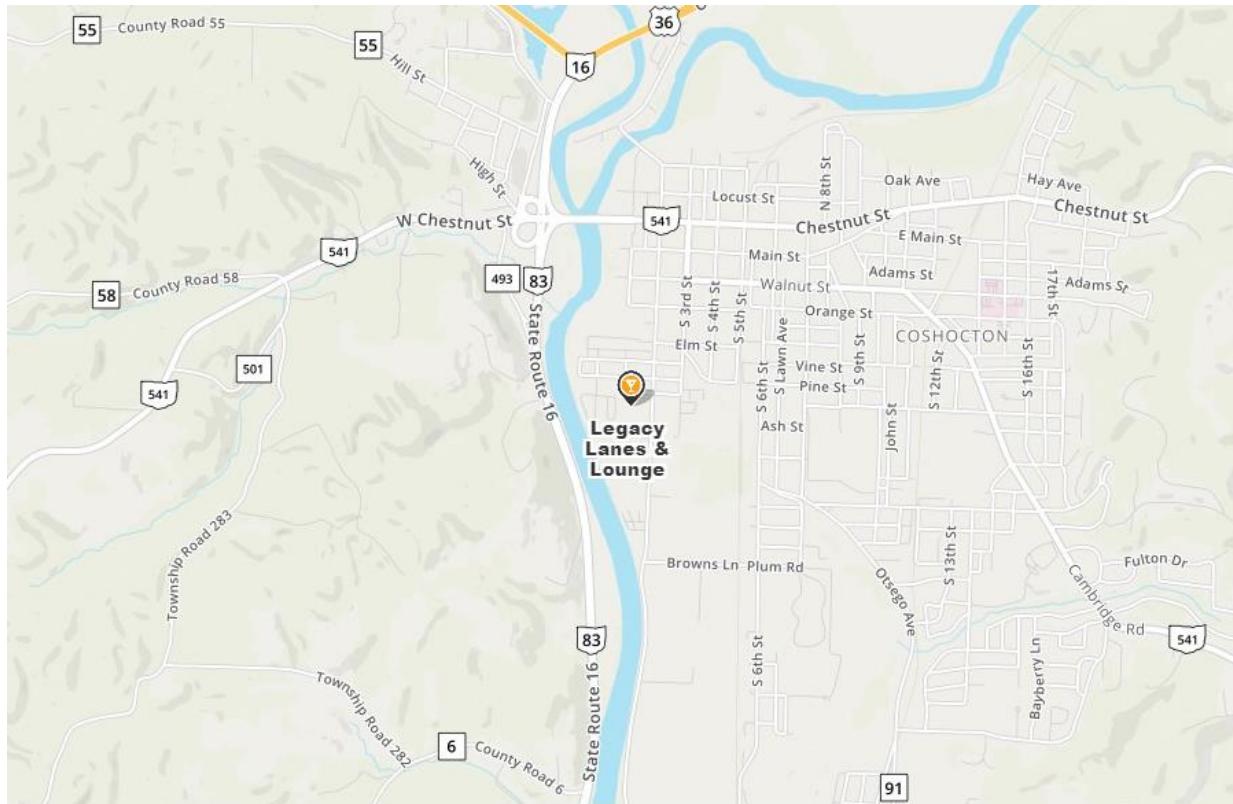 36
55
County Road 55
55
Hill St
16
High St
N 8th St
Oak Ave
Hay Ave
Locust St
W Chestnut St
541
Chestnut St
Chestnut St
541
E Main St
Main St
Adams St
Adams St
17th St
493
83
58
County Road 58
Walnut St
S 3rd St
S 4th St
S 5th St
Orange St
COSHOCTON
Elm St
State Route 16
S 6th St
S Lawn Ave
Vine St
S 9th St
Pine St
S 12th St
S 16th St
501
541
Legacy
Lanes &
Lounge
Ash St
John St
Township Road 283
S 13th St
Browns Ln
Plum Rd
Otsego Ave
Fulton Dr
Cambridge Rd
83
541
S 6th St
State Route 16
Bayberry Ln
Township Road 282
6
County Road 6
91